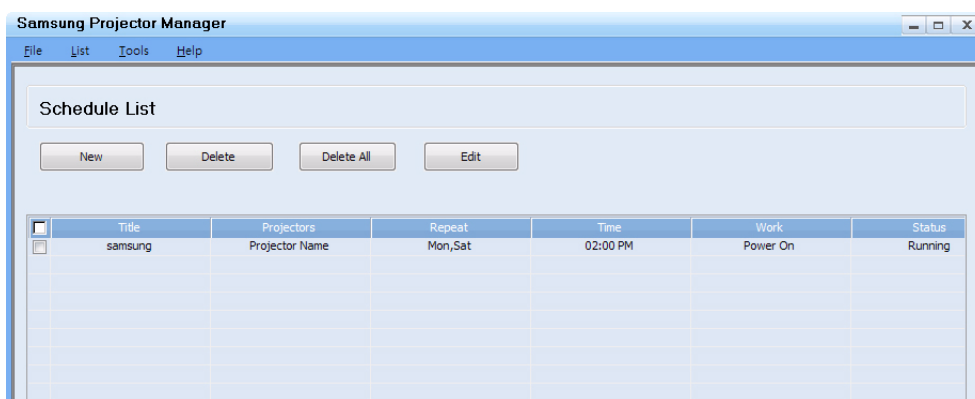 Samsung Projector Manager
File List Tools Help
Schedule List
New Delete Delete All Edit
Title Projectors Repeat Time Work Status
samsung Projector Name Mon,Sat 02:00 PM Power On Running